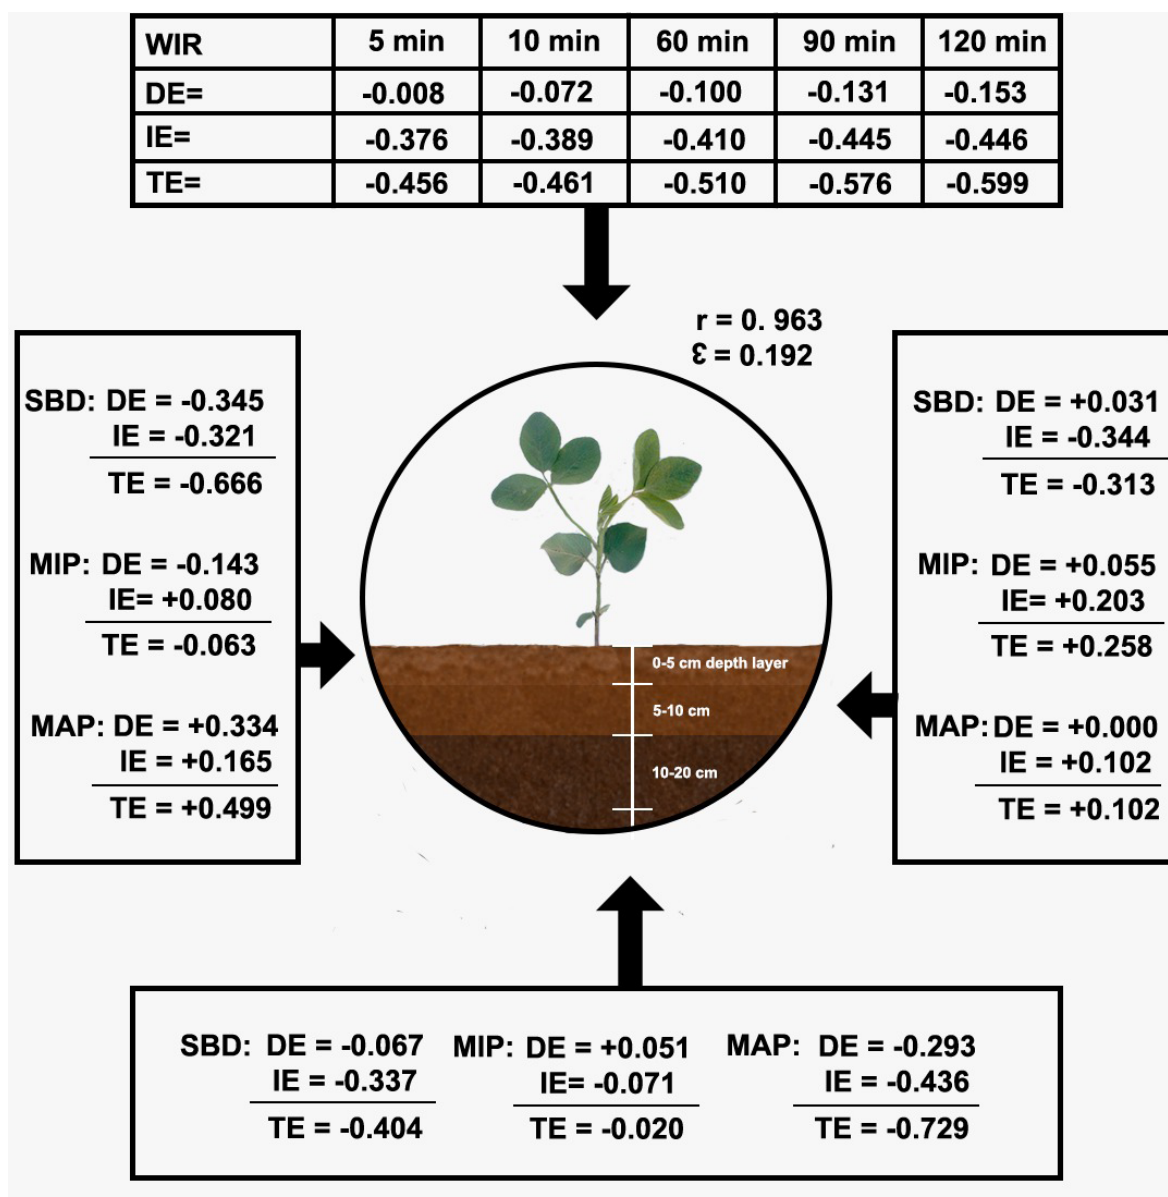 WIR 5 min 10 min 60 min 90 min 120 min
DE= -0.008 -0.072 -0.100 -0.131 -0.153
IE= -0.376 -0.389 -0.410 -0.445 -0.446
TE= -0.456 -0.461 -0.510 -0.576 -0.599
r = 0. 963
Ɛ = 0.192
SBD: DE = -0.345
IE = -0.321
TE = -0.666
MIP: DE = -0.143
IE= +0.080
TE = -0.063
MAP: DE = +0.334
IE = +0.165
TE = +0.499
0-5 cm depth layer
5-10 cm
10-20 cm
SBD: DE = +0.031
IE = -0.344
TE = -0.313
MIP: DE = +0.055
IE= +0.203
TE = +0.258
MAP: DE = +0.000
IE = +0.102
TE = +0.102
SBD: DE = -0.067 MIP: DE = +0.051 MAP: DE = -0.293
IE = -0.337 IE= -0.071 IE = -0.436
TE = -0.404 TE = -0.020 TE = -0.729